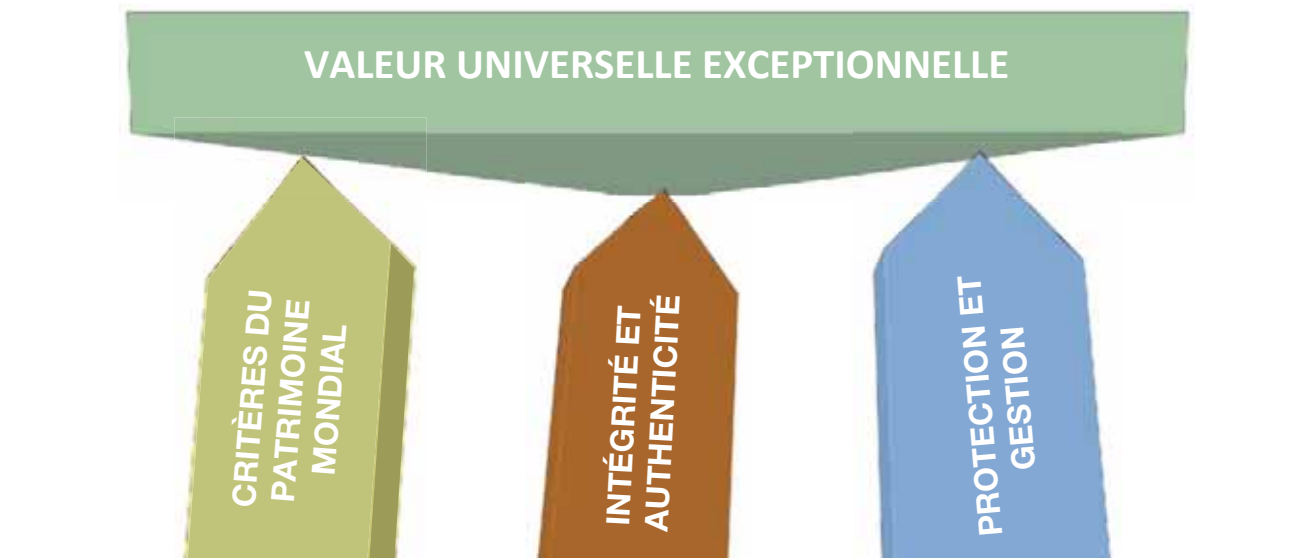 VALEUR UNIVERSELLE EXCEPTIONNELLE
CRITÈRES DU
PATRIMOINE
MONDIAL
INTÉGRITÉ ET
AUTHENTICITÉ
PROTECTION ET
GESTION